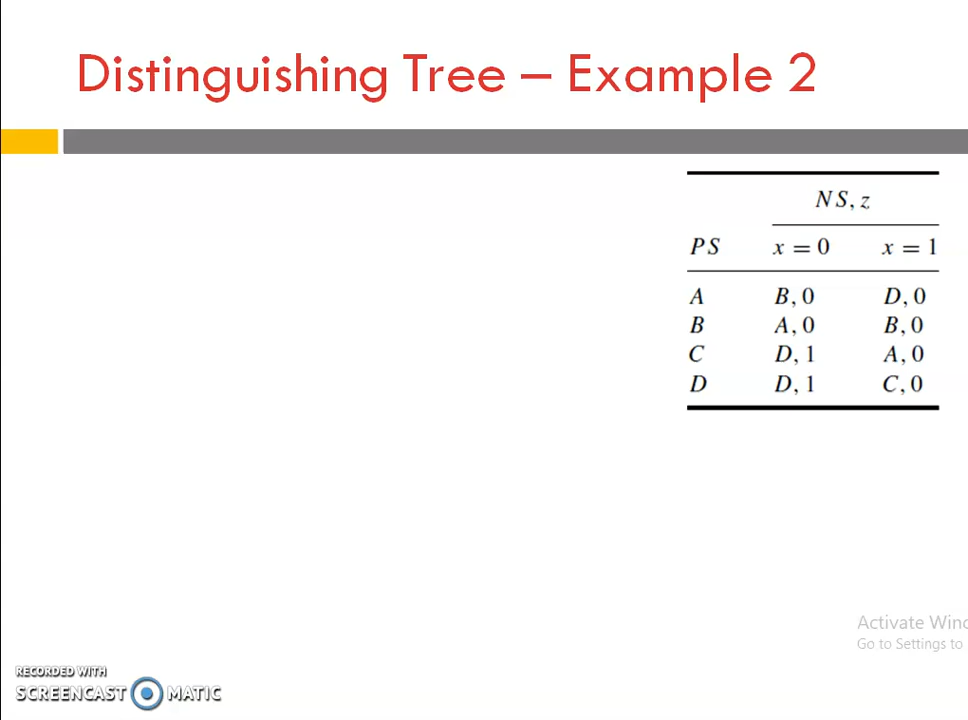 Distinguishing Tree – Example 2
NS, z
PS x = 0 x = 1
A B, 0 D, 0
B A, 0 B, 0
C D, 1 A, 0
D D, 1 C, 0
Activate Wind
Go to Settings to
RECORDED WITH
SCREENCAST MATIC